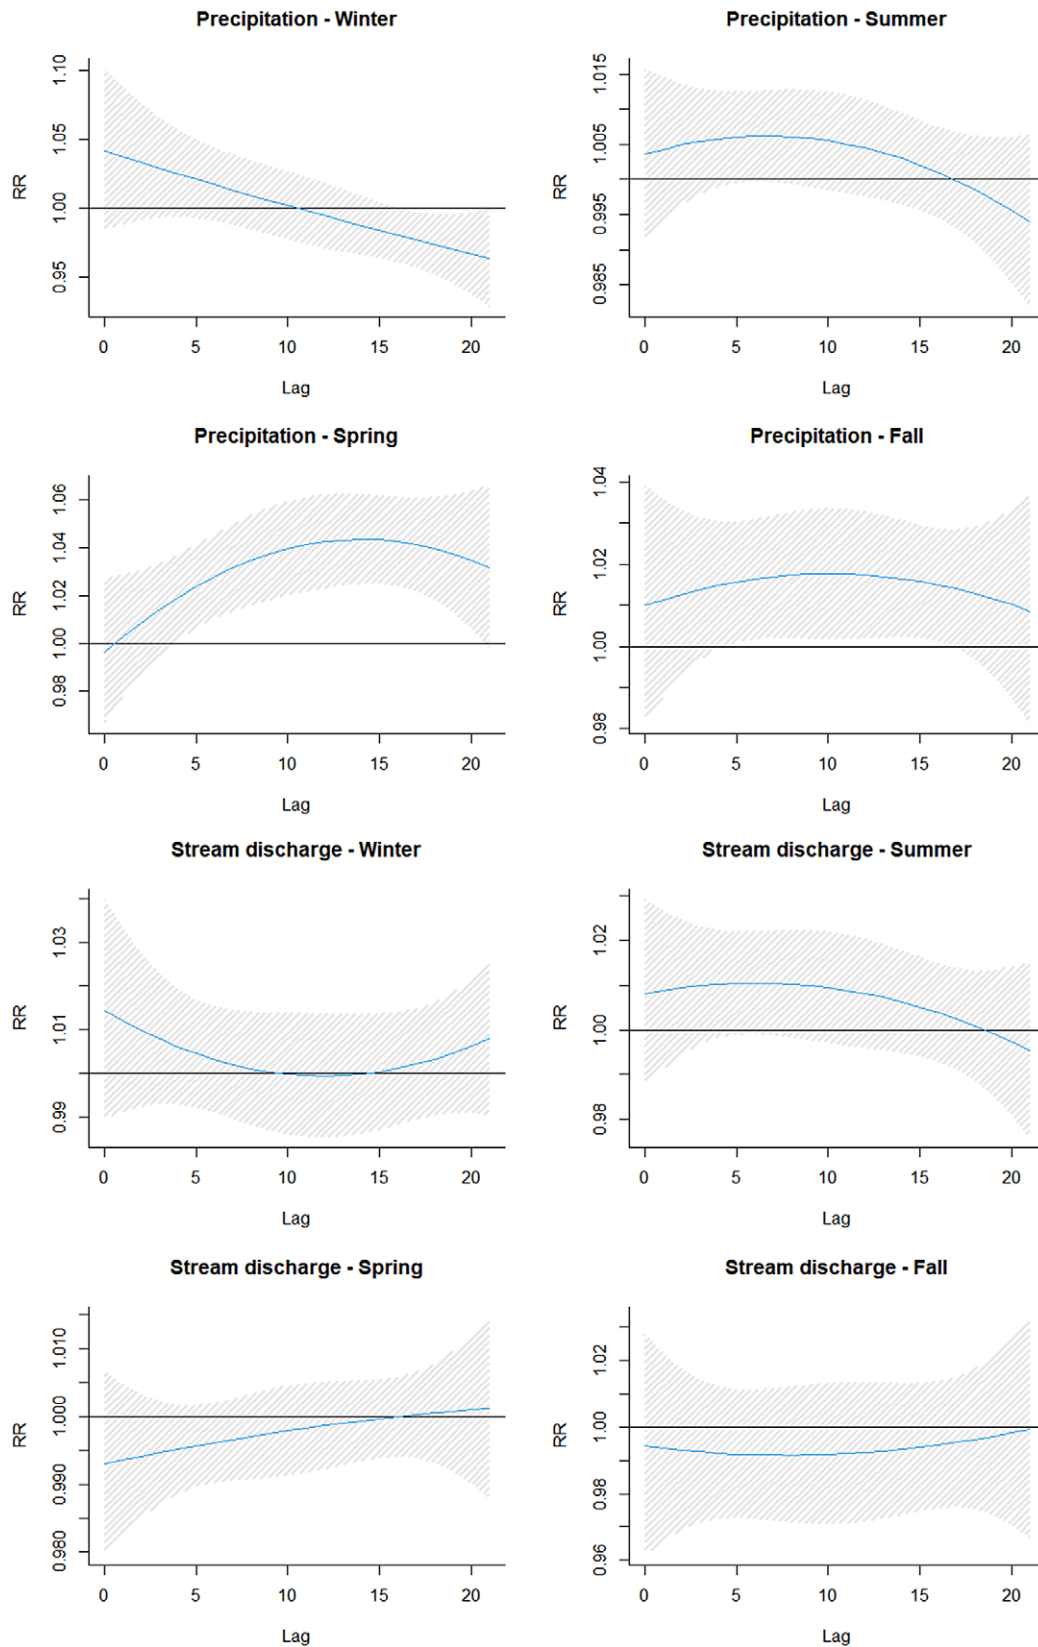 Precipitation - Winter
RR
1.10
1.05
1.00
0.95
0 5 10 15 20
Lag
Precipitation - Summer
RR
1.015
1.005
0.995
0.985
0 5 10 15 20
Lag
Precipitation - Spring
RR
1.06
1.04
1.02
1.00
0.98
0 5 10 15 20
Lag
Precipitation - Fall
RR
1.04
1.02
1.00
0.98
0 5 10 15 20
Lag
Stream discharge - Winter
RR
1.03
1.01
0.99
0 5 10 15 20
Lag
Stream discharge - Summer
RR
1.02
1.00
0.98
0 5 10 15 20
Lag
Stream discharge - Spring
RR
1.010
1.000
0.990
0.980
0 5 10 15 20
Lag
Stream discharge - Fall
RR
1.02
1.00
0.98
0.96
0 5 10 15 20
Lag